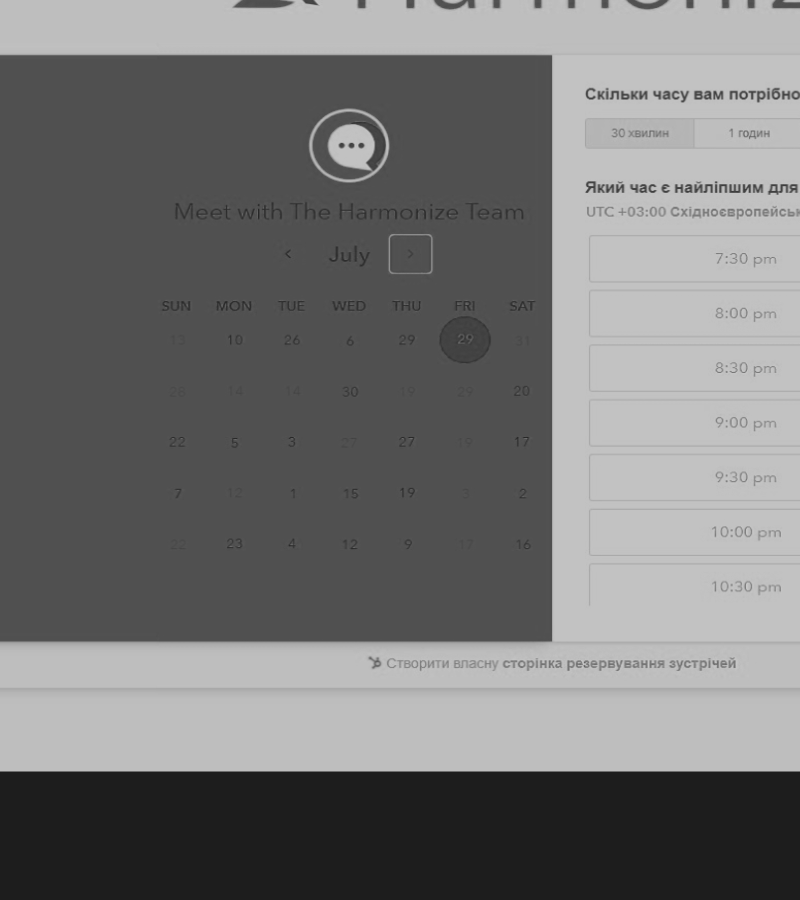 Harmoniz
Meet with The Harmonize Team
< July >
SUN MON TUE WED THU FRI SAT
13 10 26 6 29 29 31
26 14 14 30 19 29 20
22 5 3 27 27 19 17
7 12 1 15 19 3 2
22 23 4 12 9 17 16
Скільки часу вам потрібно
30 хвилин 1 годин
Який час є найліпшим для
UTC +03:00 Східноєвропейськ
7:30 pm
8:00 pm
8:30 pm
9:00 pm
9:30 pm
10:00 pm
10:30 pm
Створити власну сторінка резервування зустрічей